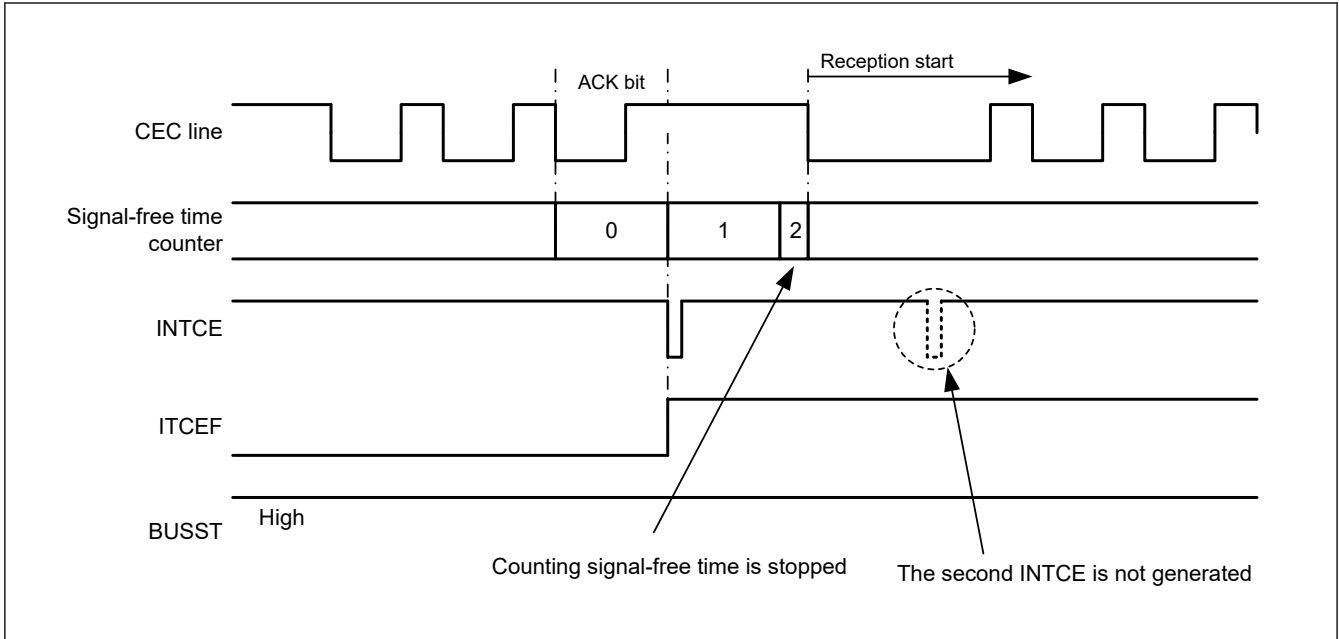 Reception start
ACK bit
CEC line
Signal-free time
counter
0
1
2
INTCE
ITCEF
High
BUSST
Counting signal-free time is stopped
The second INTCE is not generated